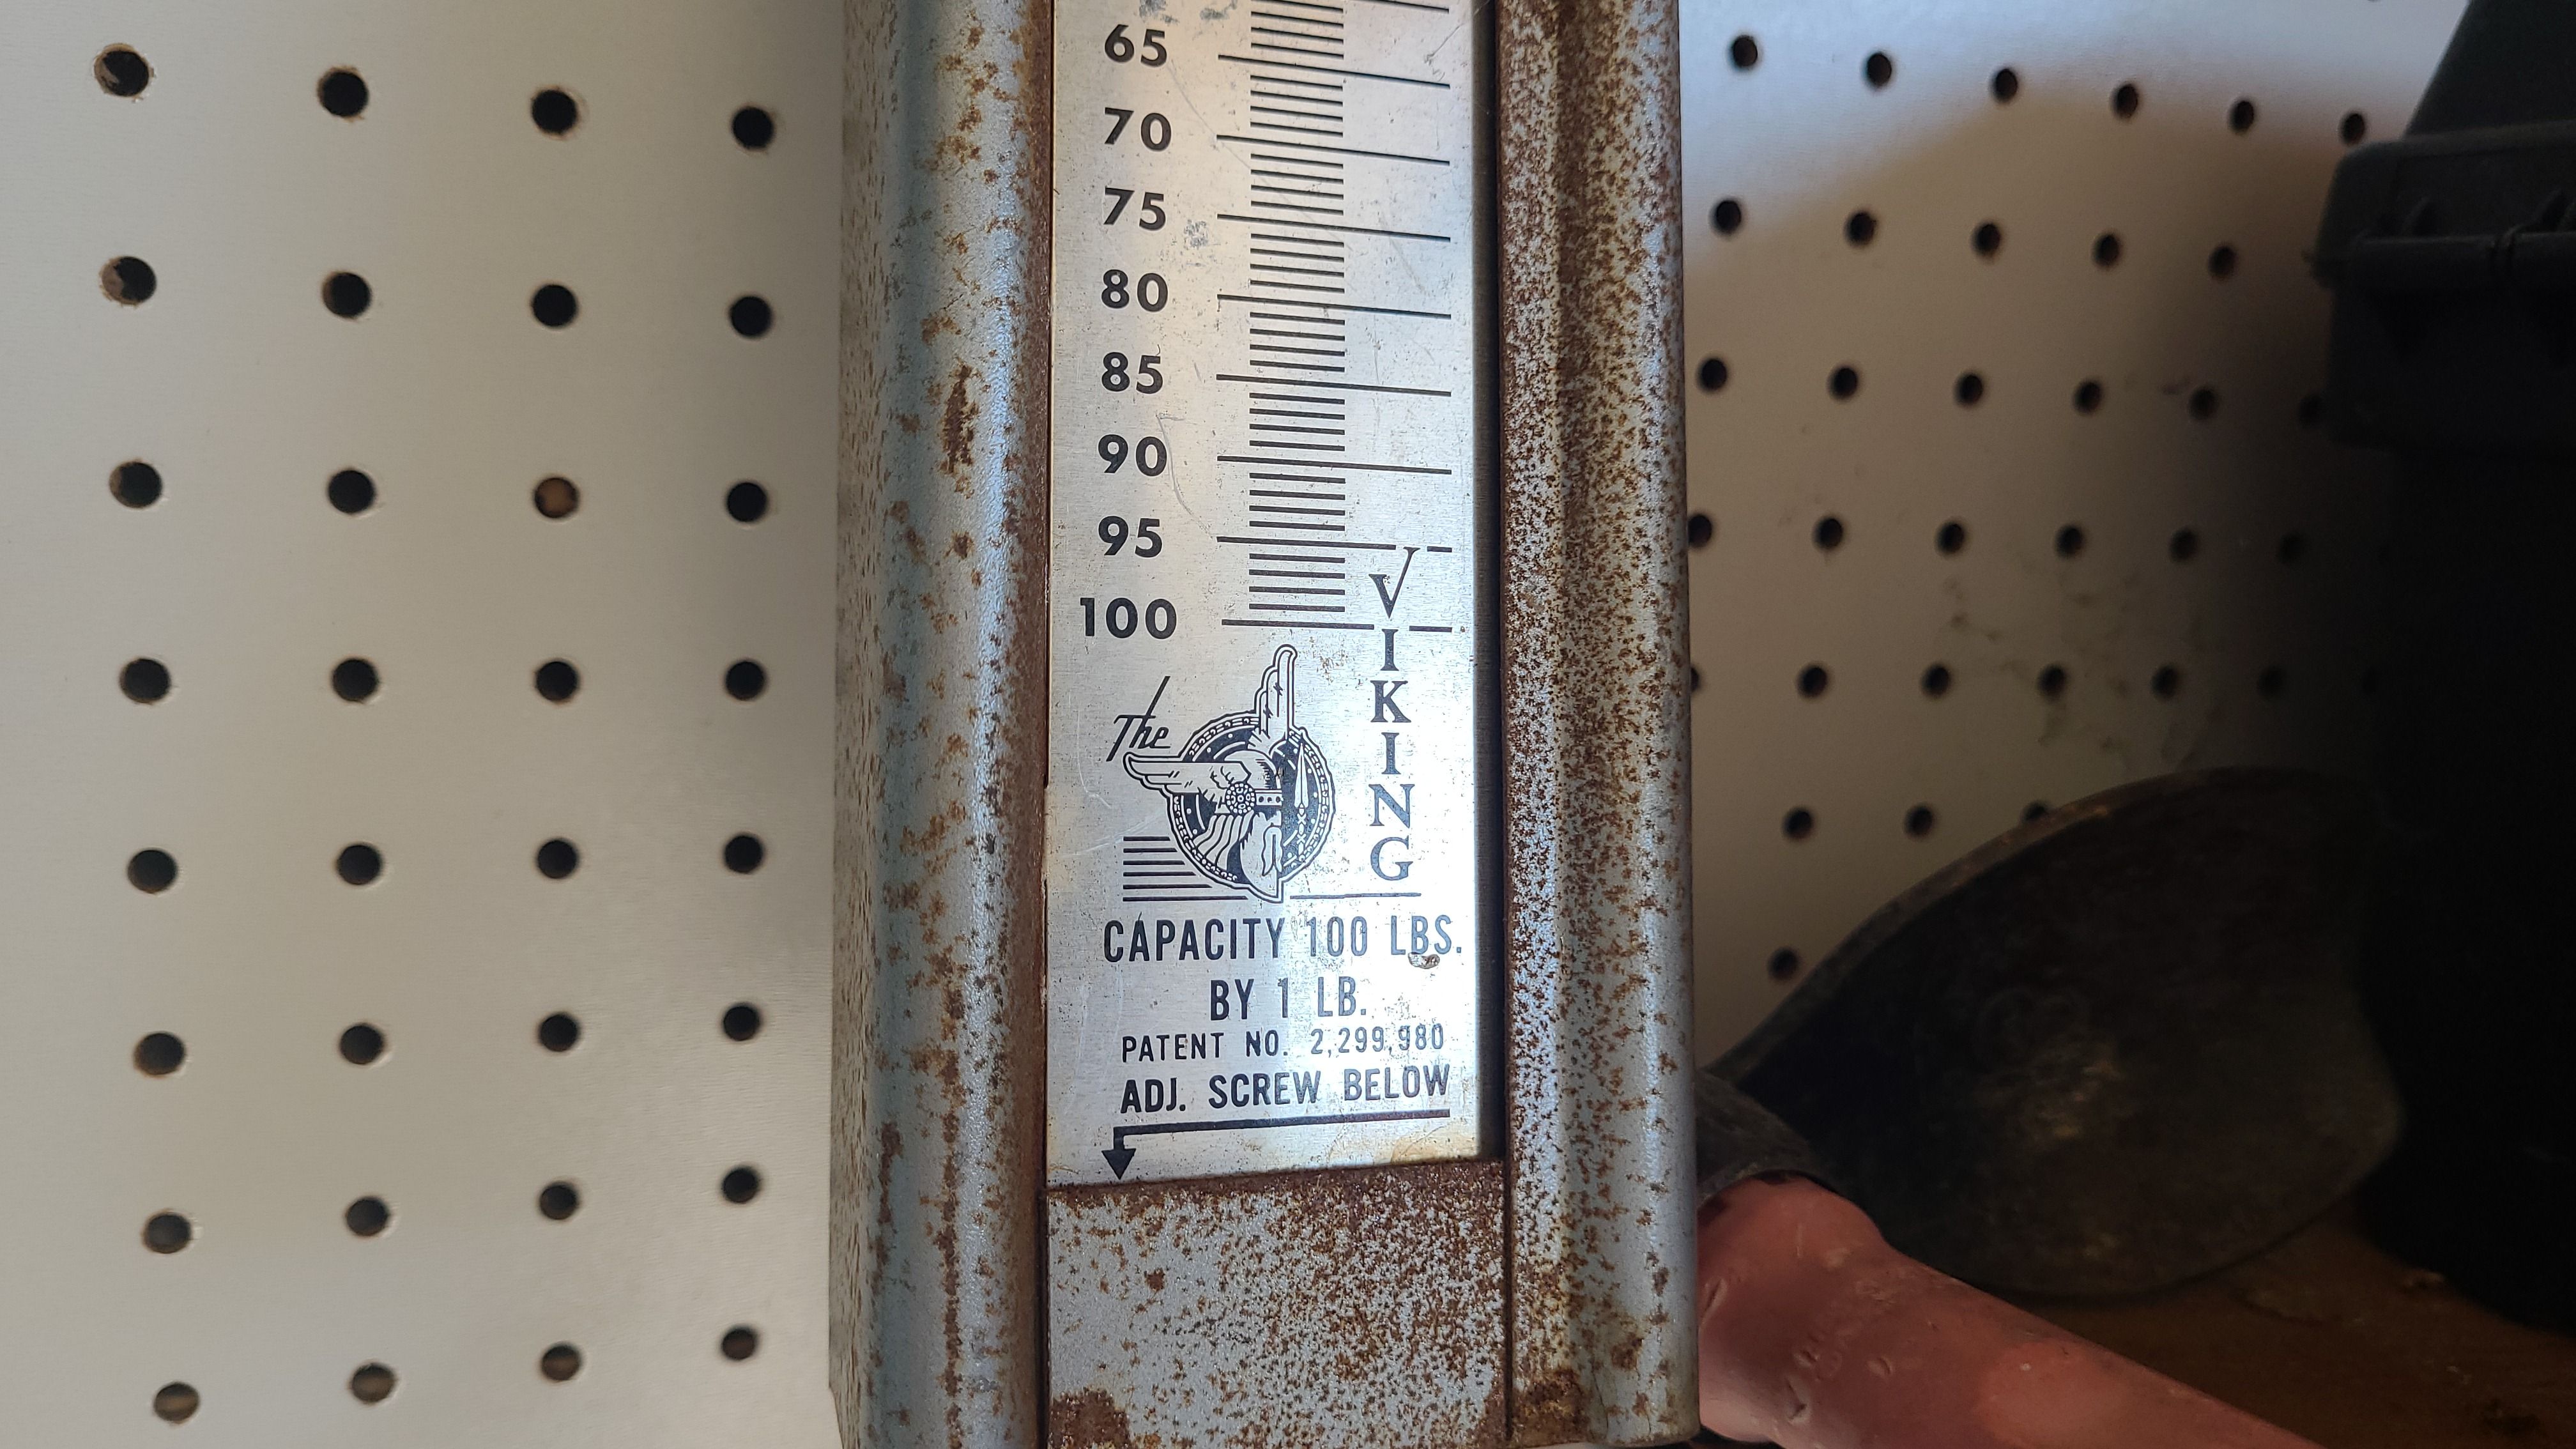 65
70
75
80
85
90
95
100
The
VIKING
CAPACITY 100 LBS.
BY 1 LB.
PATENT NO. 2,299,980
ADJ. SCREW BELOW